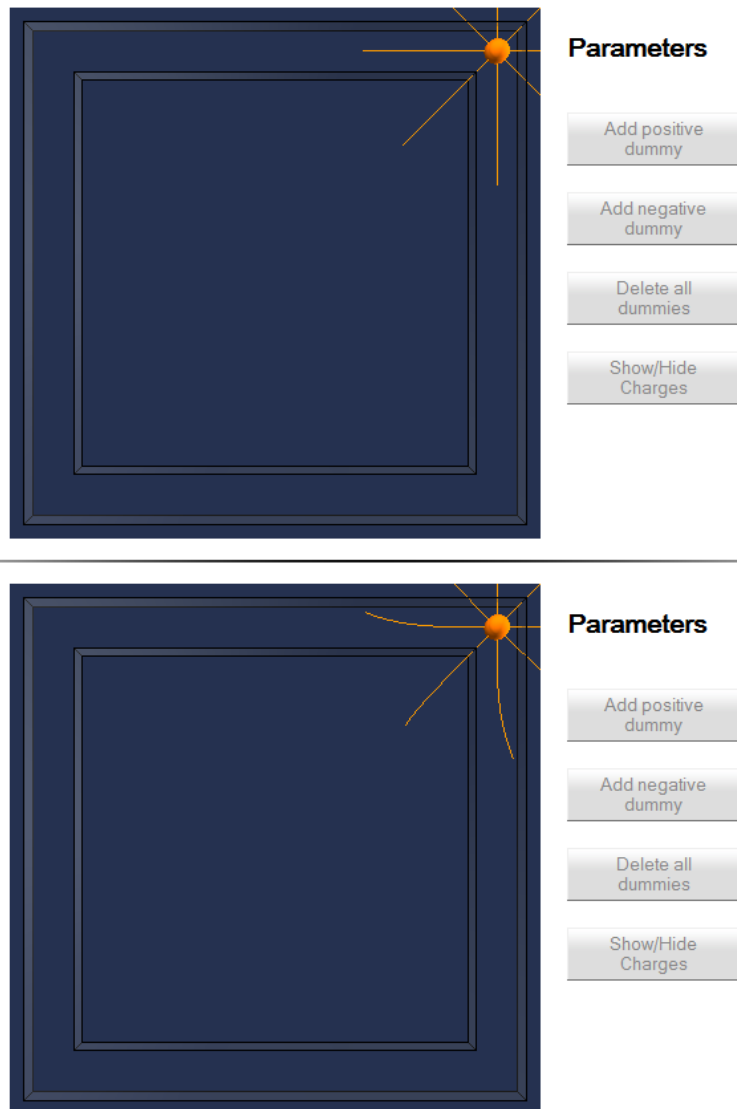 Parameters
Add positive
dummy
Add negative
dummy
Delete all
dummies
Show/Hide
Charges
Parameters
Add positive
dummy
Add negative
dummy
Delete all
dummies
Show/Hide
Charges